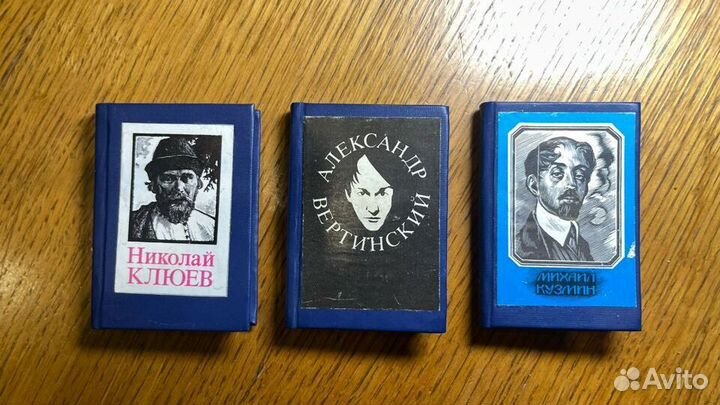 Николай
КЛЮЕВ
АЛЕКСАНДР
ВЕРТИНСКИЙ
МИХАИЛ
КУЗМИН
Avito